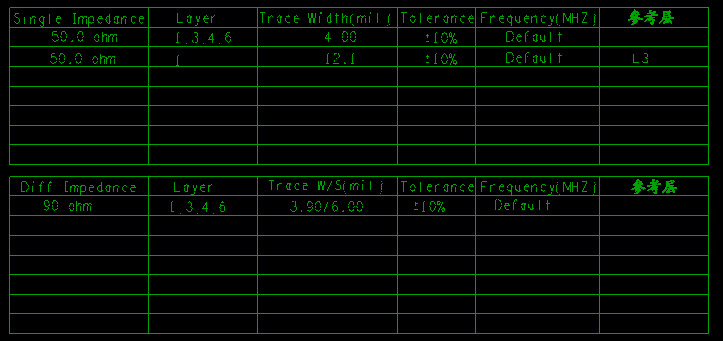 Single Impedance Layer Trace Width(mil) Tolerance Frequency(MHZ) 參考层
50.0 ohm 1,3,4,6 4.00 ±10% Default
50.0 ohm 1 12.1 ±10% Default L3
Diff Impedance Layer Trace W/S(mil) Tolerance Frequency(MHZ) 參考层
90 ohm 1,3,4,6 3.90/6.00 ±10% Default